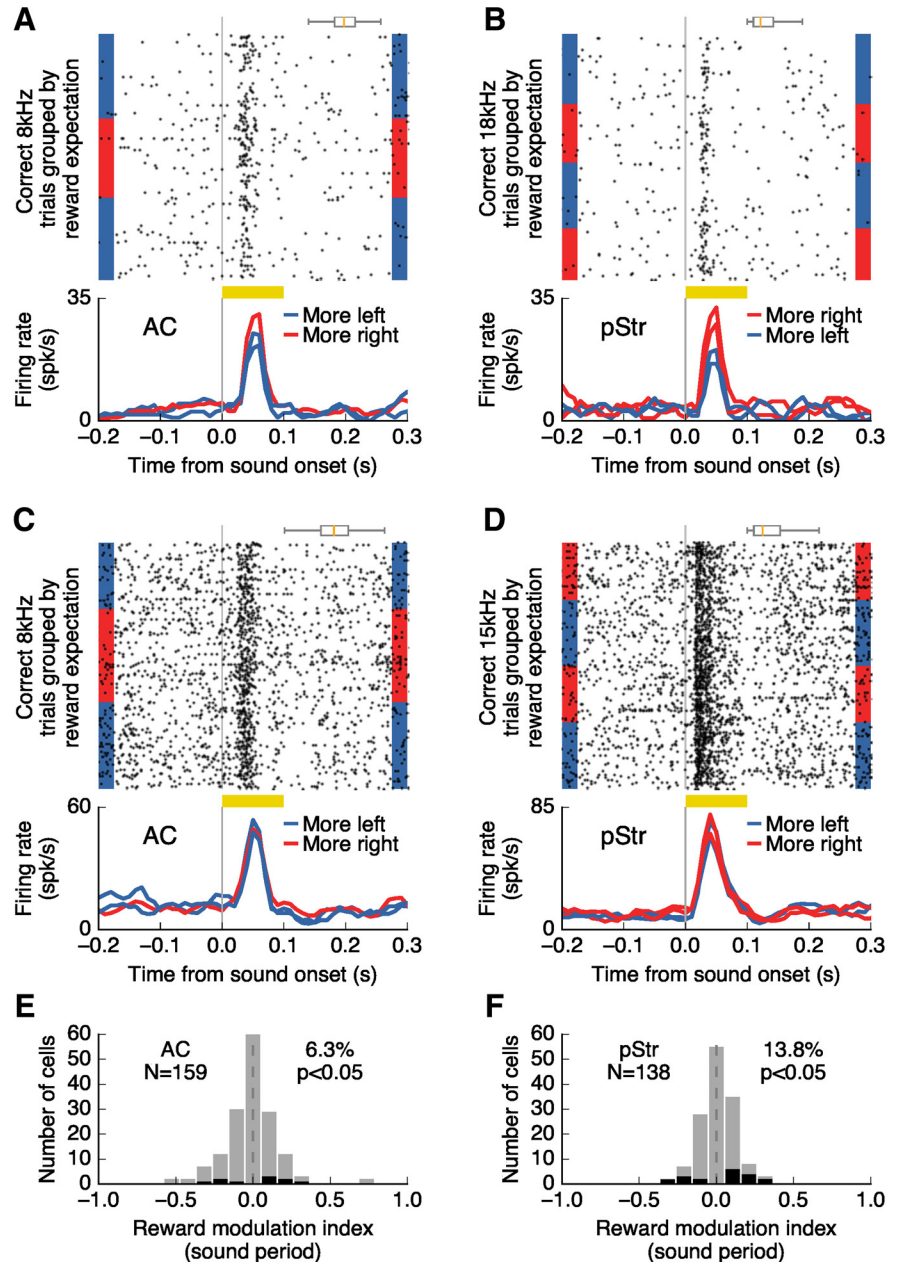 A
Correct 8kHz
trials grouped by
reward expectation
35
0
Firing rate
(spk/s)
AC
More left
More right
−0.2 −0.1 0.0 0.1 0.2 0.3
Time from sound onset (s)
B
Correct 18kHz
trials grouped by
reward expectation
35
0
Firing rate
(spk/s)
pStr
More right
More left
−0.2 −0.1 0.0 0.1 0.2 0.3
Time from sound onset (s)
C
Correct 8kHz
trials grouped by
reward expectation
60
0
Firing rate
(spk/s)
AC
More left
More right
−0.2 −0.1 0.0 0.1 0.2 0.3
Time from sound onset (s)
D
Correct 15kHz
trials grouped by
reward expectation
85
0
Firing rate
(spk/s)
pStr
More left
More right
−0.2 −0.1 0.0 0.1 0.2 0.3
Time from sound onset (s)
E
Number of cells
60
50
40
30
20
10
0
AC
N=159
6.3%
p<0.05
−1.0 −0.5 0.0 0.5 1.0
Reward modulation index
(sound period)
F
Number of cells
60
50
40
30
20
10
0
pStr
N=138
13.8%
p<0.05
−1.0 −0.5 0.0 0.5 1.0
Reward modulation index
(sound period)